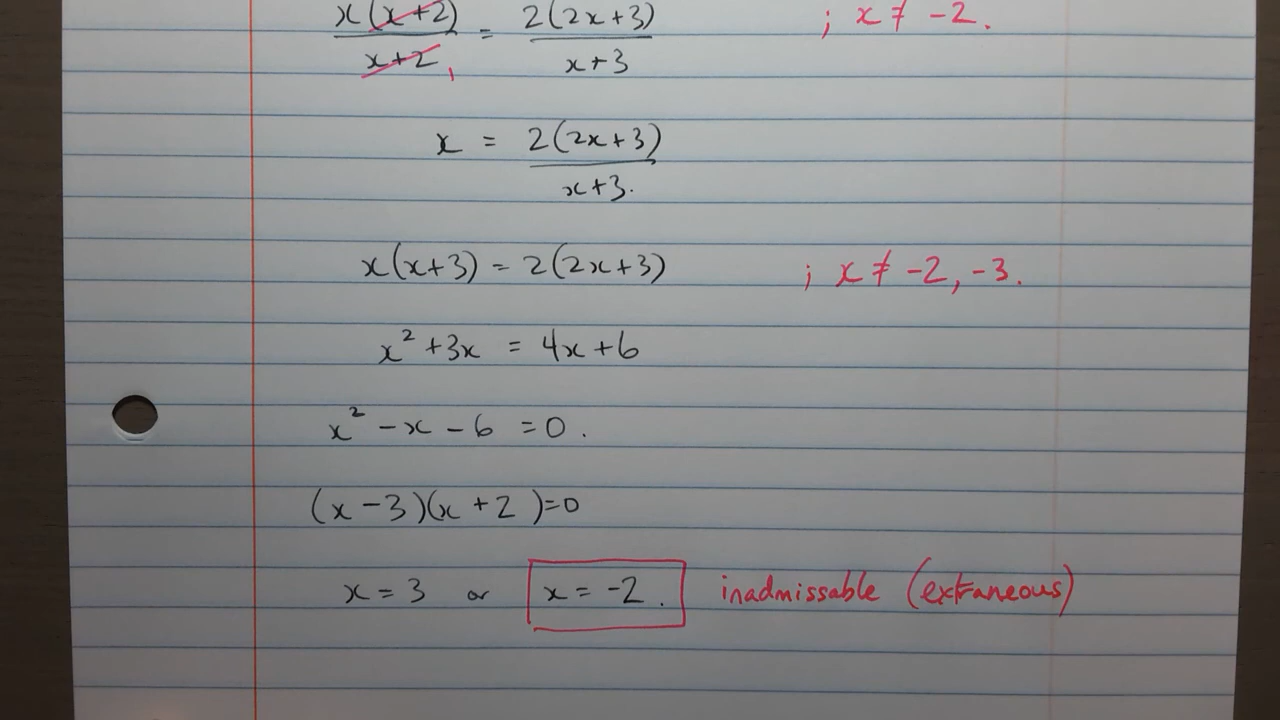 x(x+2)/x+2 1 = 2(2x+3)/x+3 ; x ≠ -2.
x = 2(2x+3)/x+3.
x(x+3) = 2(2x+3) ; x ≠ -2, -3.
x² +3x = 4x+6
x² - x - 6 = 0.
(x - 3)(x + 2) = 0
x = 3 or x = -2. inadmissable (extraneous)